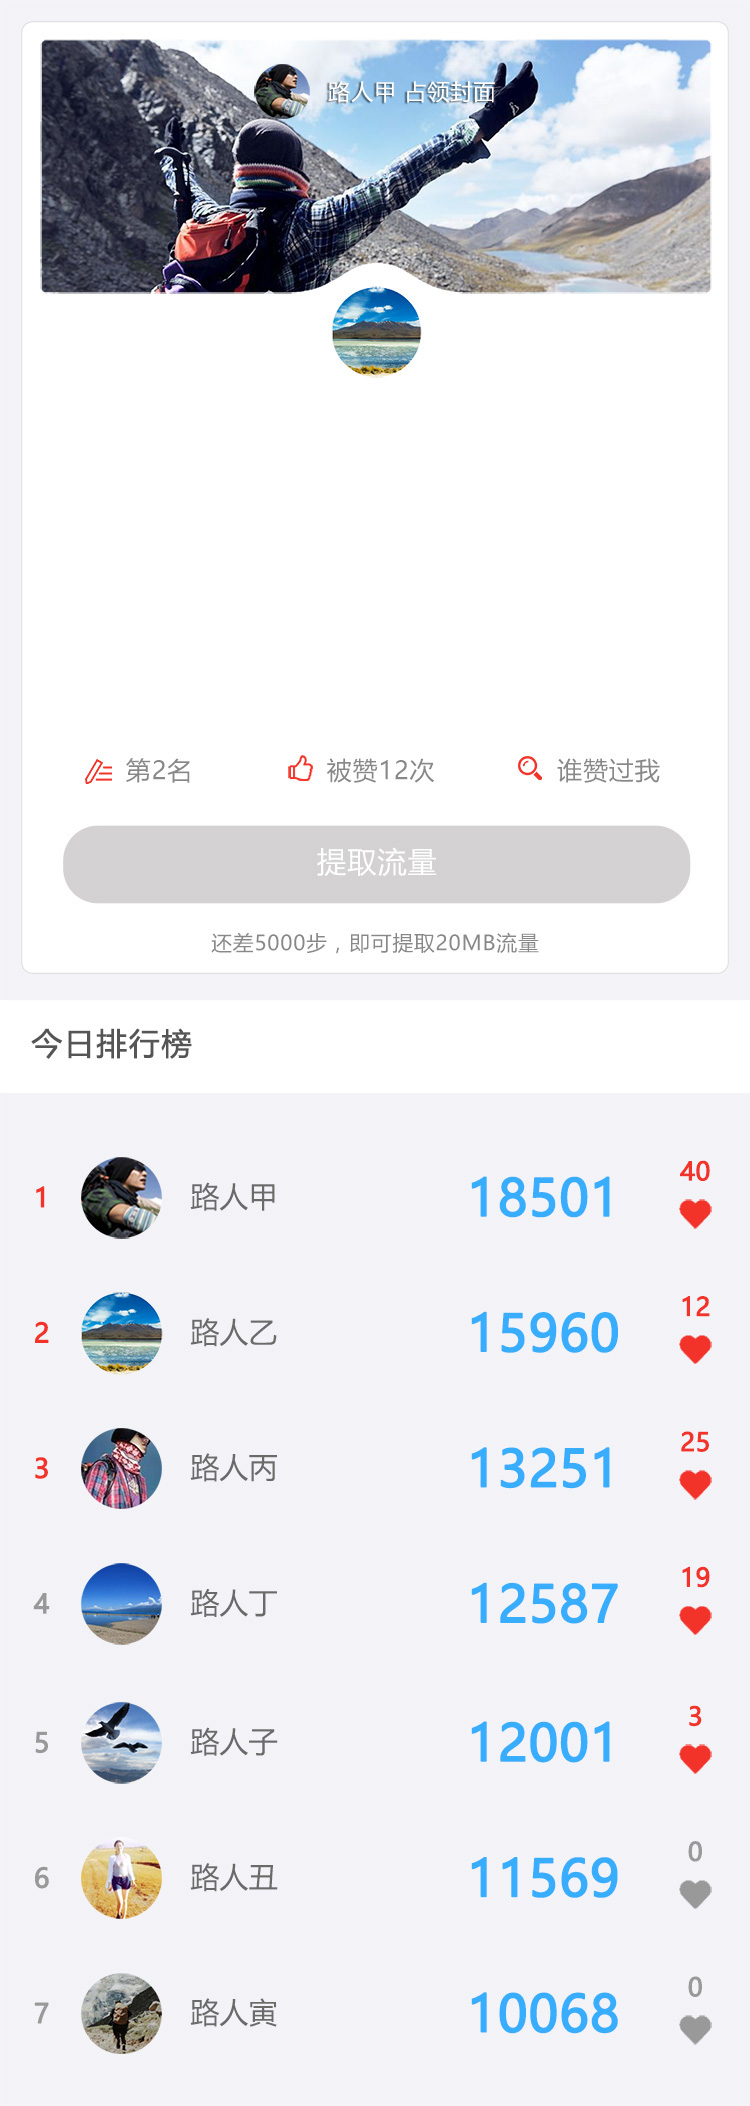 路人甲 占领封面
第2名
被赞12次
谁赞过我
提取流量
还差5000步，即可提取20MB流量
今日排行榜
1 路人甲 18501 40
2 路人乙 15960 12
3 路人丙 13251 25
4 路人丁 12587 19
5 路人子 12001 3
6 路人丑 11569 0
7 路人寅 10068 0